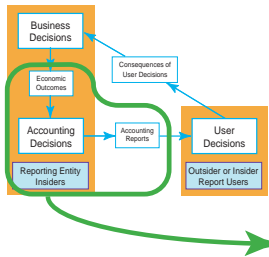 Business
Decisions
Consequences of
User Decisions
Economic
Outcomes
Accounting
Decisions
Accounting
Reports
User
Decisions
Reporting Entity
Insiders
Outsider or Insider
Report Users